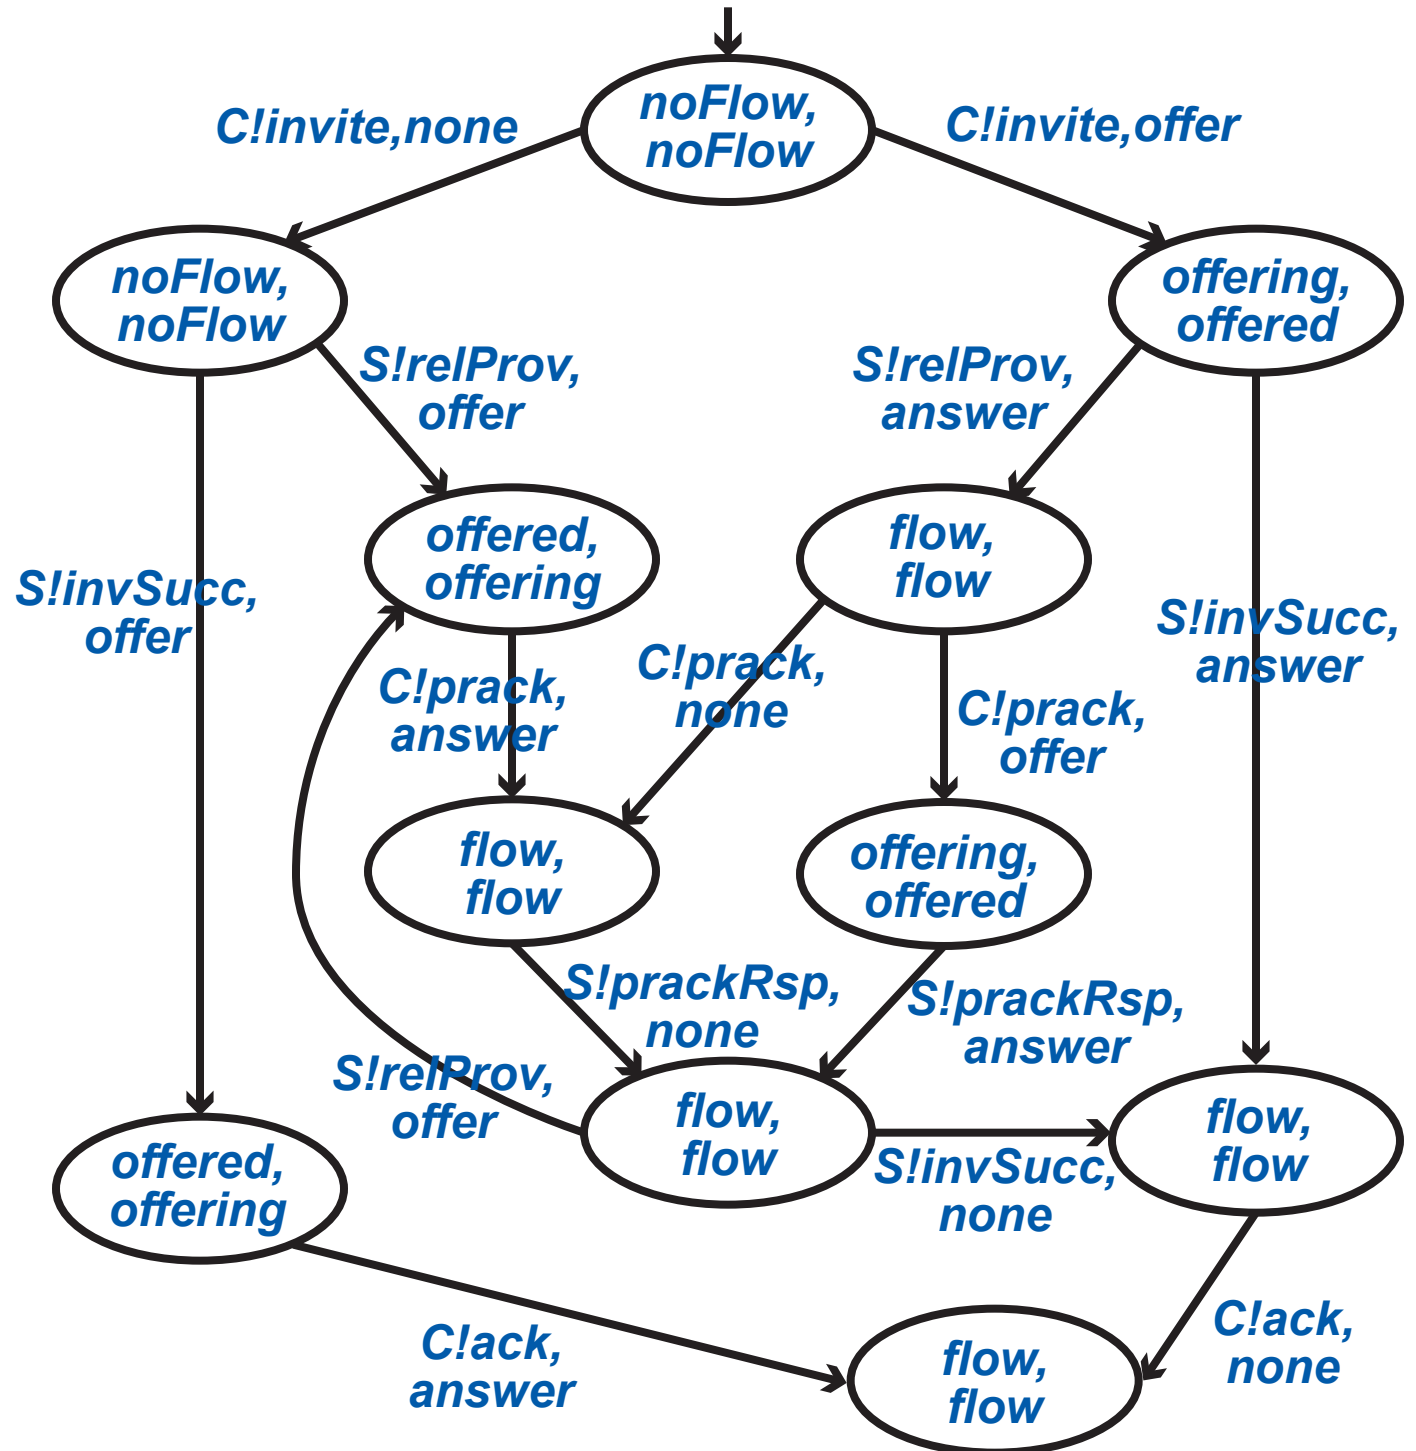 noFlow,
noFlow
C!invite,none
C!invite,offer
noFlow,
noFlow
offering,
offered
S!relProv,
offer
S!relProv,
answer
offered,
offering
flow,
flow
S!invSucc,
offer
S!invSucc,
answer
C!prack,
answer
C!prack,
none
C!prack,
offer
flow,
flow
offering,
offered
S!prackRsp,
none
S!prackRsp,
answer
S!relProv,
offer
flow,
flow
S!invSucc,
none
flow,
flow
offered,
offering
C!ack,
answer
C!ack,
none
flow,
flow